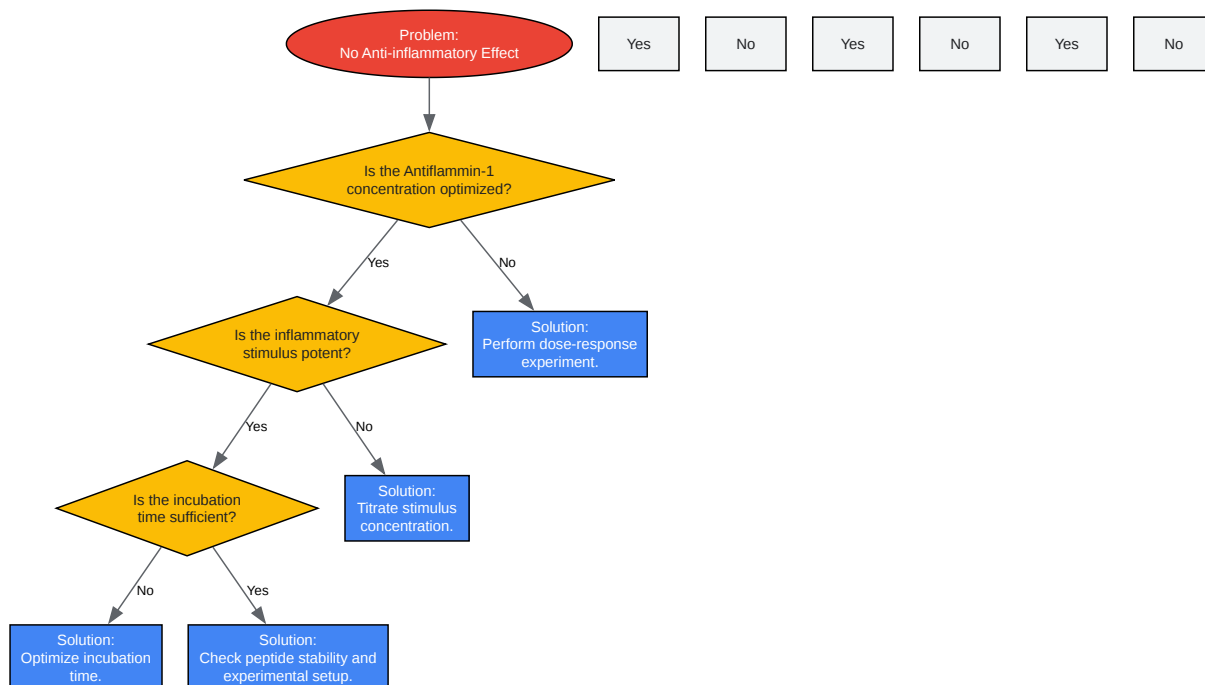 Problem:
No Anti-inflammatory Effect
Yes
No
Yes
No
Yes
No
Is the Antiflammin-1
concentration optimized?
Yes
No
Is the inflammatory
stimulus potent?
Solution:
Perform dose-response
experiment.
Yes
No
Is the incubation
time sufficient?
Solution:
Titrate stimulus
concentration.
No
Yes
Solution:
Optimize incubation
time.
Solution:
Check peptide stability and
experimental setup.